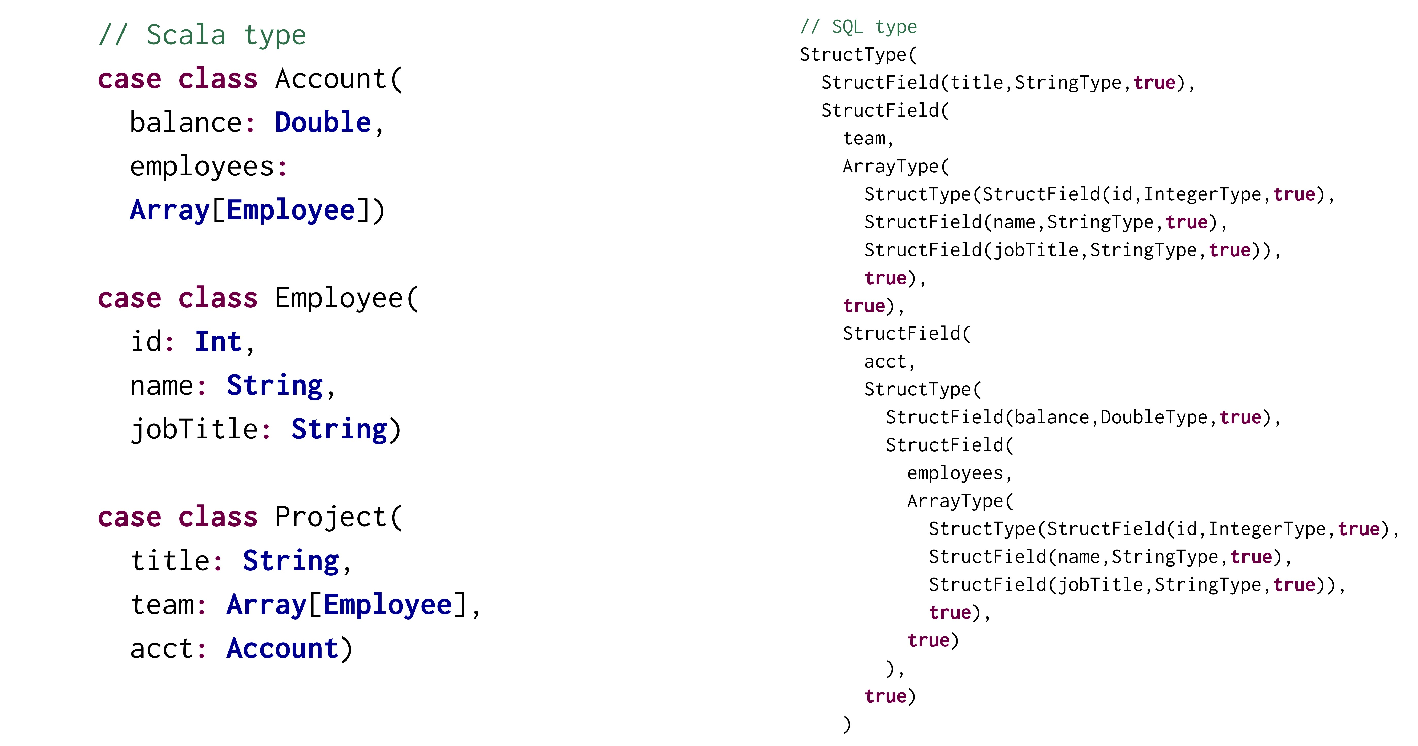 // Scala type
case class Account(
balance: Double,
employees:
Array[Employee])
case class Employee(
id: Int,
name: String,
jobTitle: String)
case class Project(
title: String,
team: Array[Employee],
acct: Account)
// SQL type
StructType(
StructField(title,StringType,true),
StructField(
team,
ArrayType(
StructType(StructField(id,IntegerType,true),
StructField(name,StringType,true),
StructField(jobTitle,StringType,true)),
true),
true),
StructField(
acct,
StructType(
StructField(balance,DoubleType,true),
StructField(
employees,
ArrayType(
StructType(StructField(id,IntegerType,true),
StructField(name,StringType,true),
StructField(jobTitle,StringType,true)),
true),
true)
),
true)
)